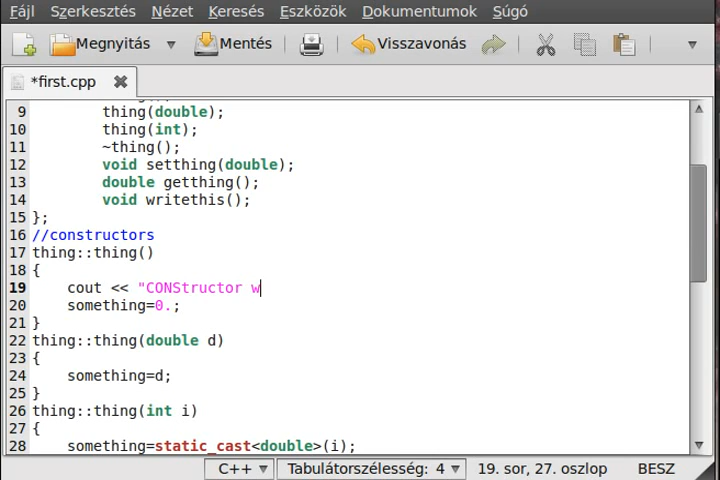 Fájl Szerkesztés Nézet Keresés Eszközök Dokumentumok Súgó
Megnyitás Mentés Visszavonás
*first.cpp
9 thing(double);
10 thing(int);
11 ~thing();
12 void setthing(double);
13 double getthing();
14 void writethis();
15 };
16 //constructors
17 thing::thing()
18 {
19 cout << "CONStructor w
20 something=0.;
21 }
22 thing::thing(double d)
23 {
24 something=d;
25 }
26 thing::thing(int i)
27 {
28 something=static_cast<double>(i);
C++ Tabulátorszélesség: 4 19. sor, 27. oszlop BESZ